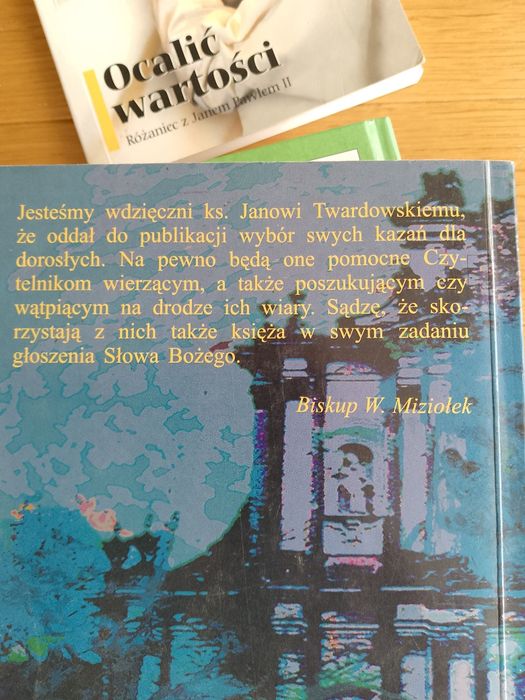 Ocalić
wartości
Różaniec z Janem Pawłem II
Jesteśmy wdzięczni ks. Janowi Twardowskiemu,
że oddał do publikacji wybór swych kazań dla
dorosłych. Na pewno będą one pomocne Czy-
telnikom wierzącym, a także poszukującym czy
wątpiącym na drodze ich wiary. Sądzę, że sko-
rzystają z nich także księża w swym zadaniu
głoszenia Słowa Bożego.
Biskup W. Miziołek